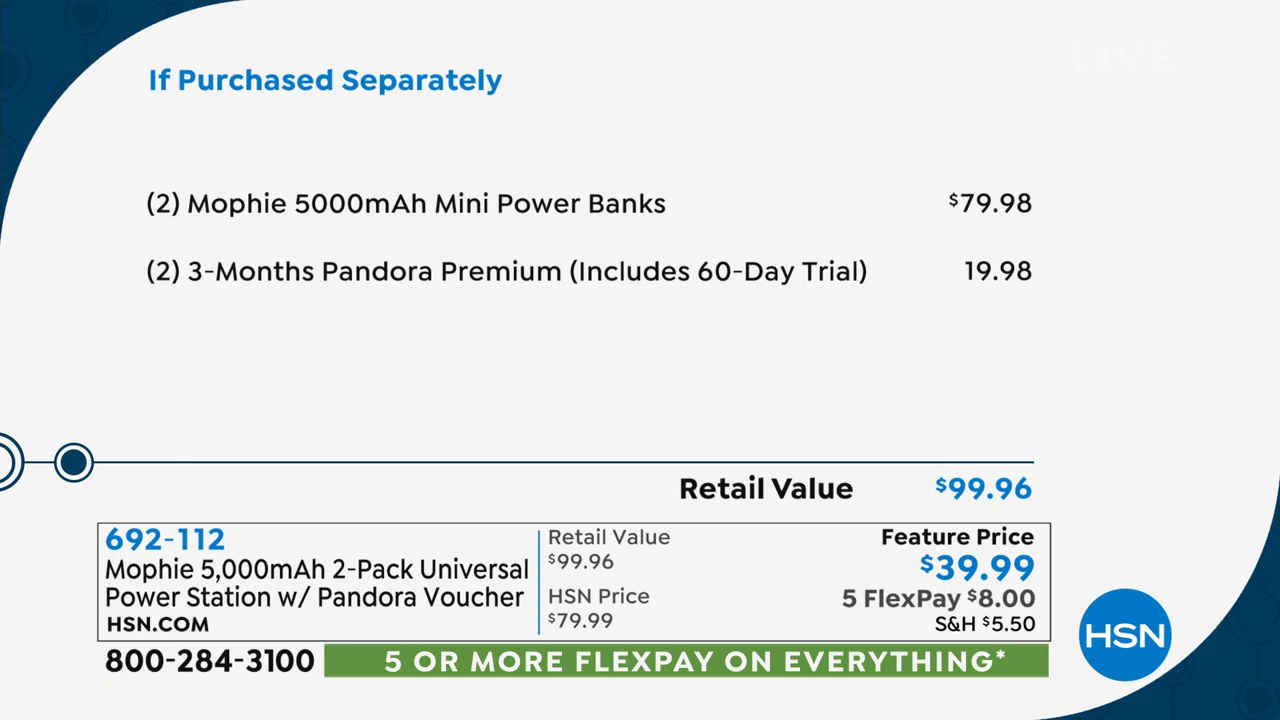 LIVE
If Purchased Separately
(2) Mophie 5000mAh Mini Power Banks $79.98
(2) 3-Months Pandora Premium (Includes 60-Day Trial) 19.98
Retail Value $99.96
692-112
Mophie 5,000mAh 2-Pack Universal
Power Station w/ Pandora Voucher
HSN.COM
Retail Value
$99.96
HSN Price
$79.99
Feature Price
$39.99
5 FlexPay $8.00
S&H $5.50
800-284-3100
5 OR MORE FLEXPAY ON EVERYTHING*
HSN